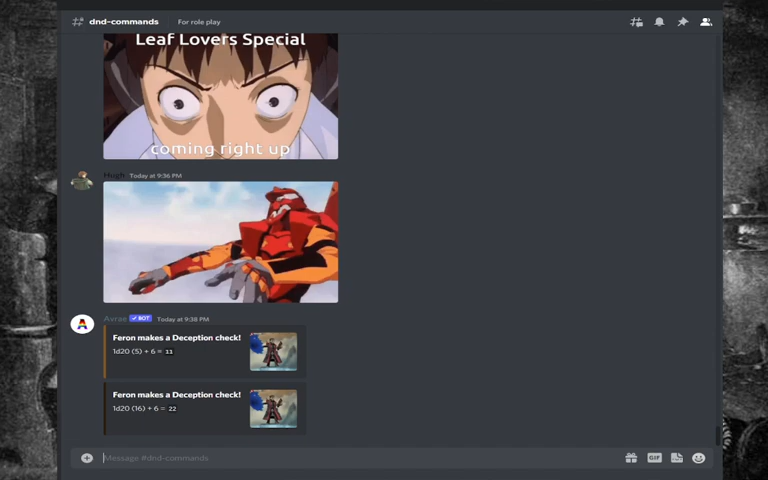 dnd-commands
For role play
Leaf Lovers Special
coming right up
Hugh Today at 9:36 PM
Avrae ✓ BOT Today at 9:38 PM
Feron makes a Deception check!
1d20 (5) + 6 = 11
Feron makes a Deception check!
1d20 (16) + 6 = 22
Message #dnd-commands
GIF